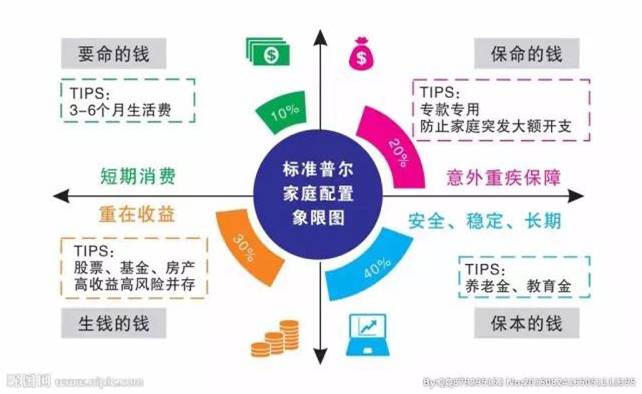 要命的钱
TIPS:
3-6个月生活费
10%
短期消费
保命的钱
TIPS:
专款专用
防止家庭突发大额开支
20%
意外重疾保障
标准普尔
家庭配置
象限图
重在收益
30%
TIPS:
股票、基金、房产
高收益高风险并存
生钱的钱
安全、稳定、长期
40%
TIPS:
养老金、教育金
保本的钱
昵图网 www.nipic.com